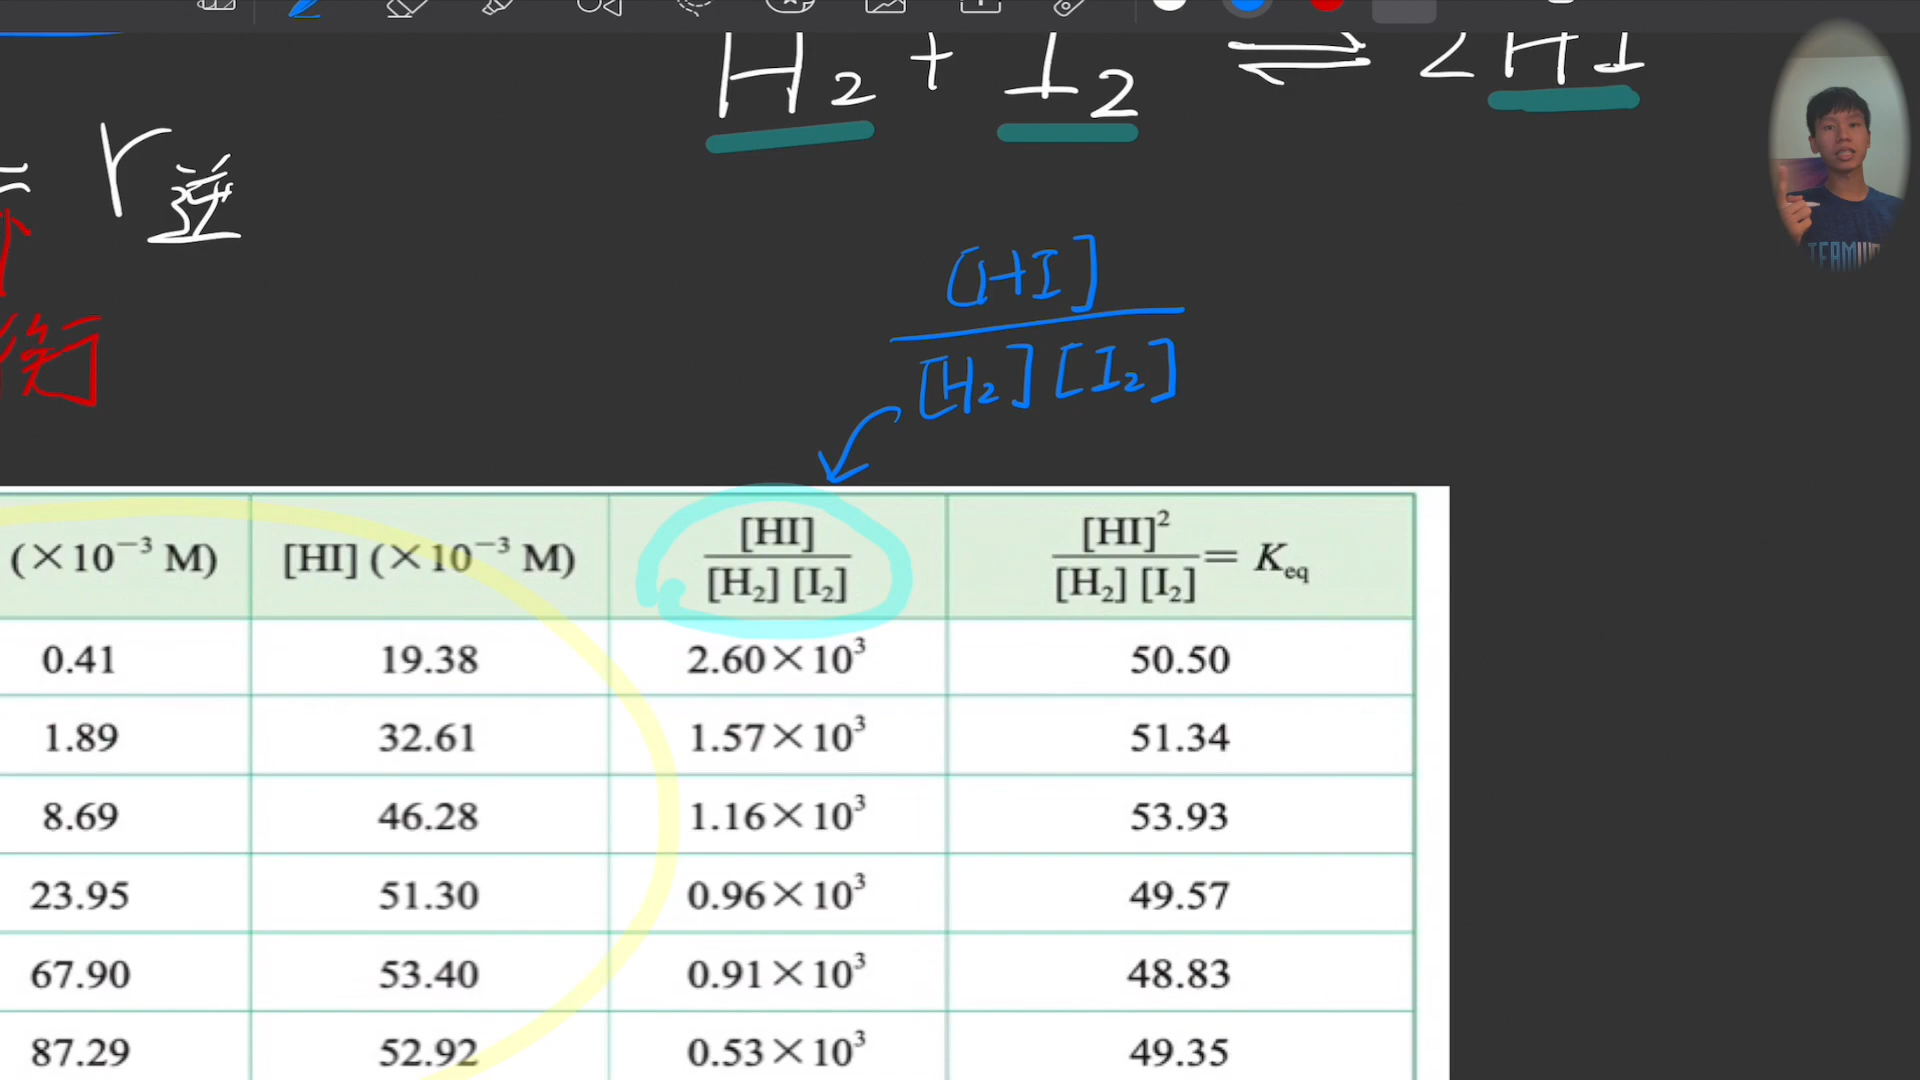 H₂ + I₂ ⇌ 2HI
= r逆
衡
[HI]
[H₂][I₂]
(×10⁻³ M) [HI] (×10⁻³ M) [HI] / [H₂] [I₂] [HI]² / [H₂] [I₂] = Keq
0.41 19.38 2.60×10³ 50.50
1.89 32.61 1.57×10³ 51.34
8.69 46.28 1.16×10³ 53.93
23.95 51.30 0.96×10³ 49.57
67.90 53.40 0.91×10³ 48.83
87.29 52.92 0.53×10³ 49.35